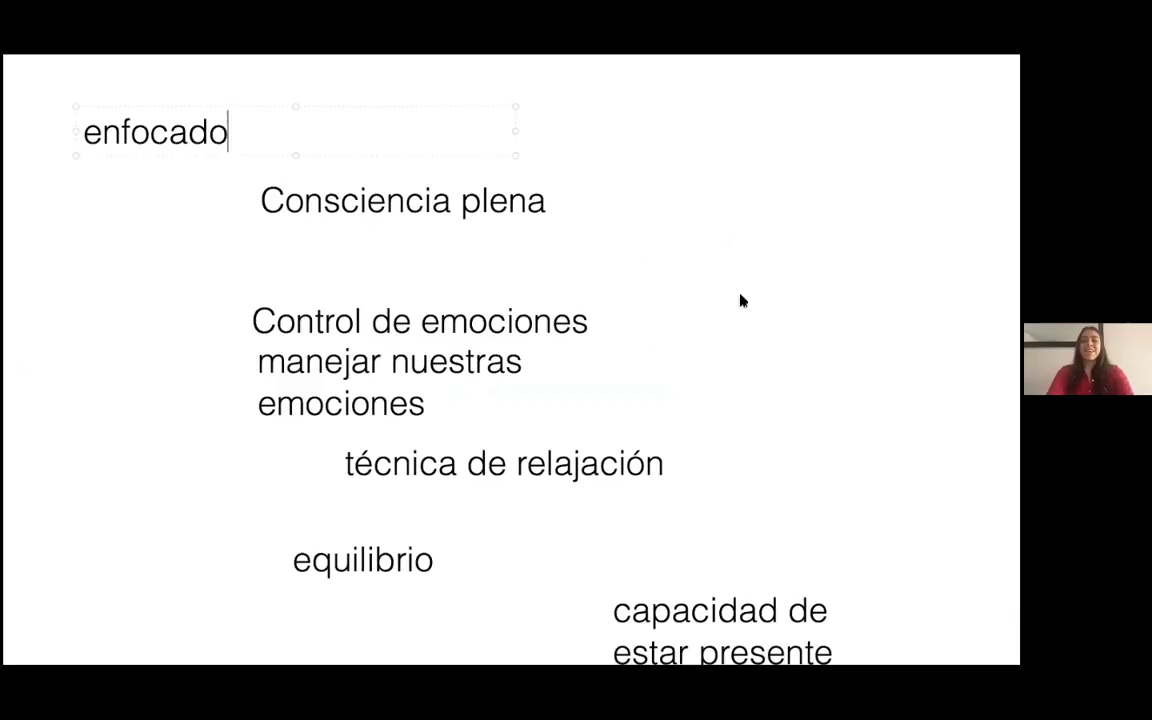 enfocado
Consciencia plena
Control de emociones
manejar nuestras
emociones
técnica de relajación
equilibrio
capacidad de
estar presente